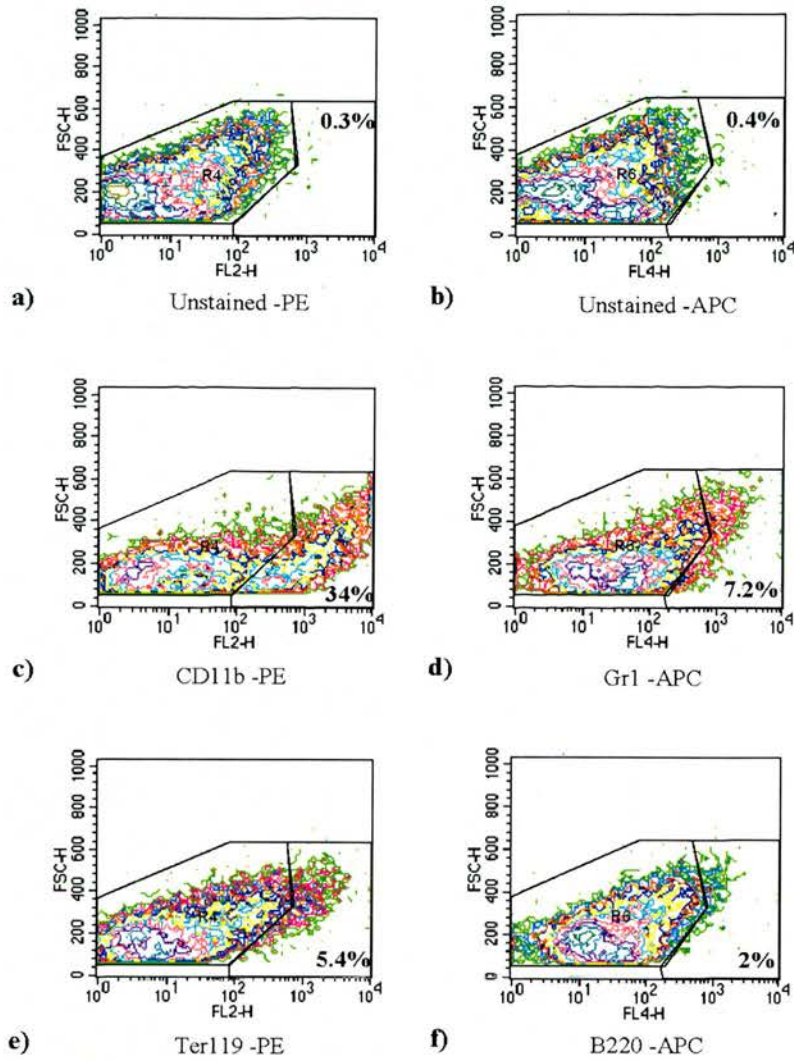 0.3%
R4
FSC-H
0 200 400 600 800 1000
10^0 10^1 10^2 10^3 10^4
FL2-H
a) Unstained -PE
0.4%
R6
FSC-H
0 200 400 600 800 1000
10^0 10^1 10^2 10^3 10^4
FL4-H
b) Unstained -APC
34%
FSC-H
0 200 400 600 800 1000
10^0 10^1 10^2 10^3 10^4
FL2-H
c) CD11b -PE
7.2%
FSC-H
0 200 400 600 800 1000
10^0 10^1 10^2 10^3 10^4
FL4-H
d) Gr1 -APC
5.4%
R4
FSC-H
0 200 400 600 800 1000
10^0 10^1 10^2 10^3 10^4
FL2-H
e) Ter119 -PE
2%
R6
FSC-H
0 200 400 600 800 1000
10^0 10^1 10^2 10^3 10^4
FL4-H
f) B220 -APC